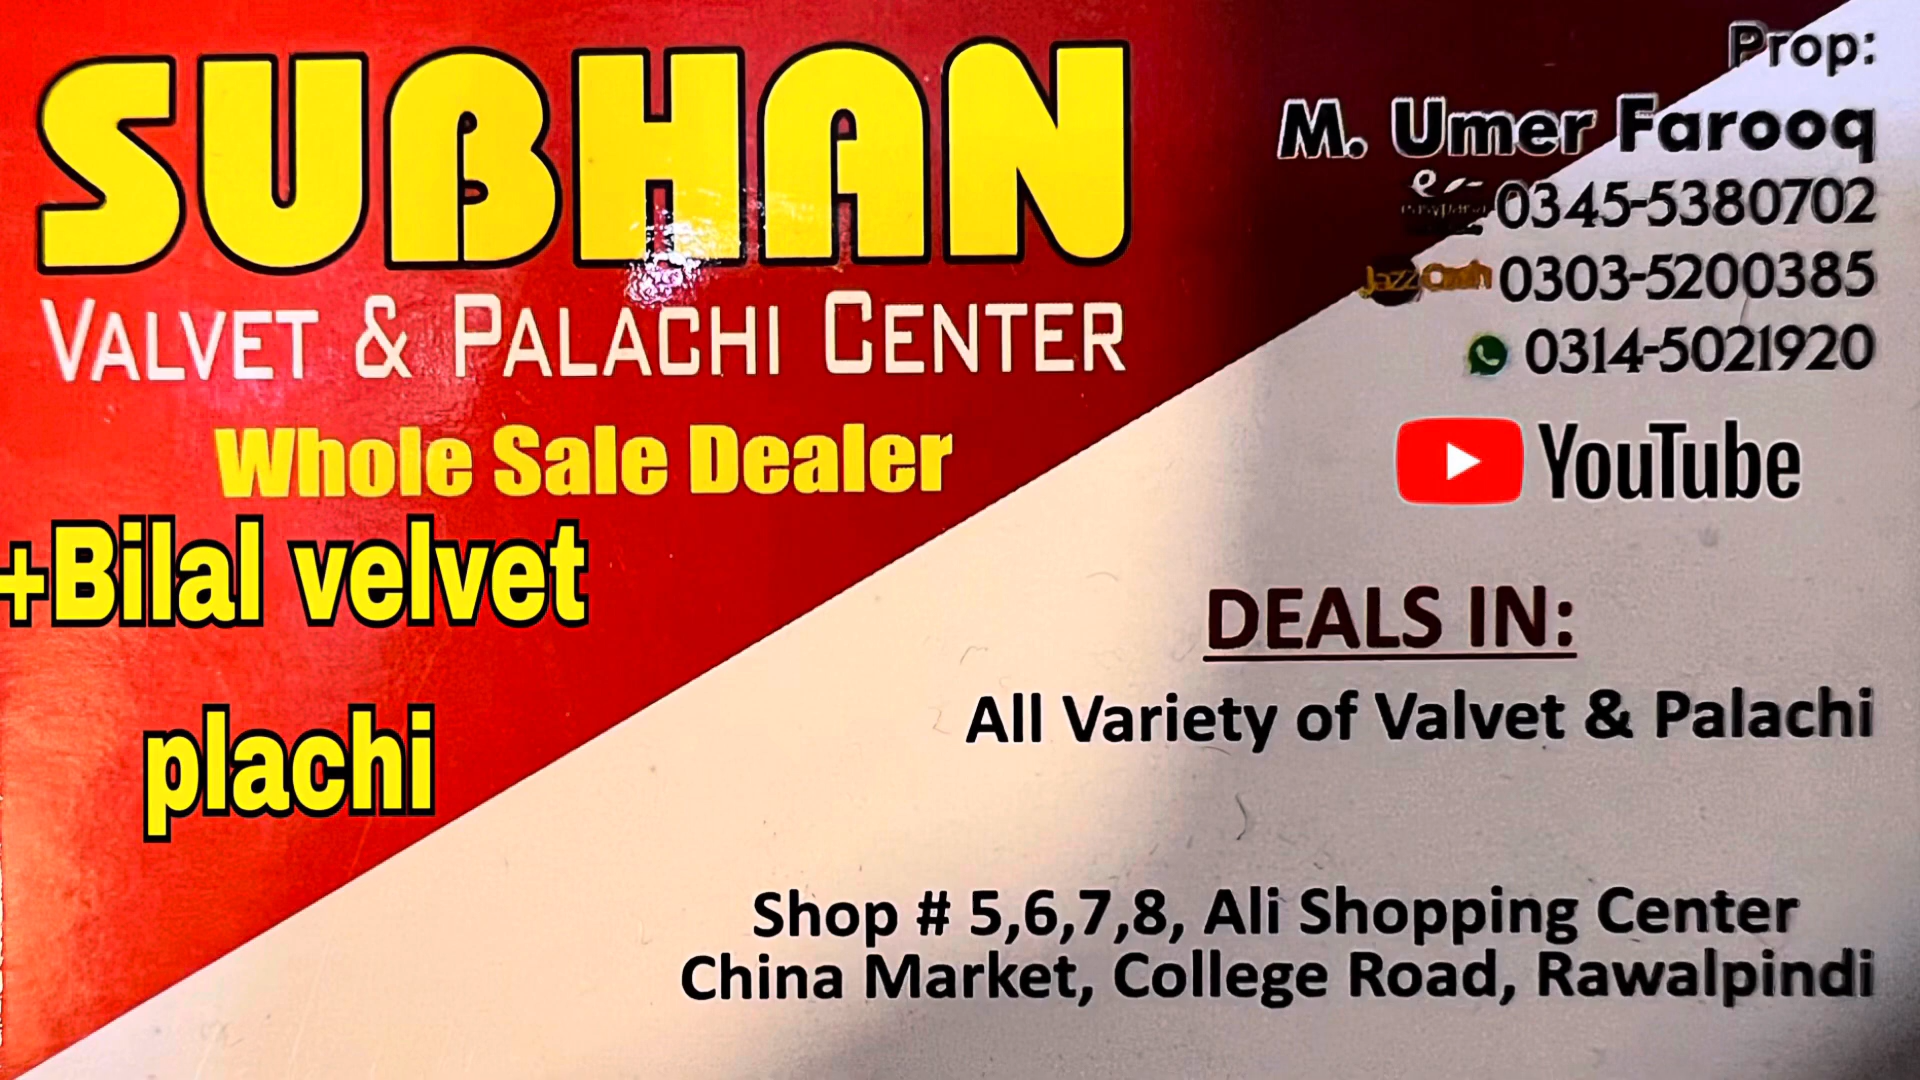 SUBHAN
VALVET & PALACHI CENTER
Whole Sale Dealer
+Bilal velvet
plachi
Prop:
M. Umer Farooq
easypaisa 0345-5380702
JazzCash 0303-5200385
0314-5021920
YouTube
DEALS IN:
All Variety of Valvet & Palachi
Shop # 5,6,7,8, Ali Shopping Center
China Market, College Road, Rawalpindi